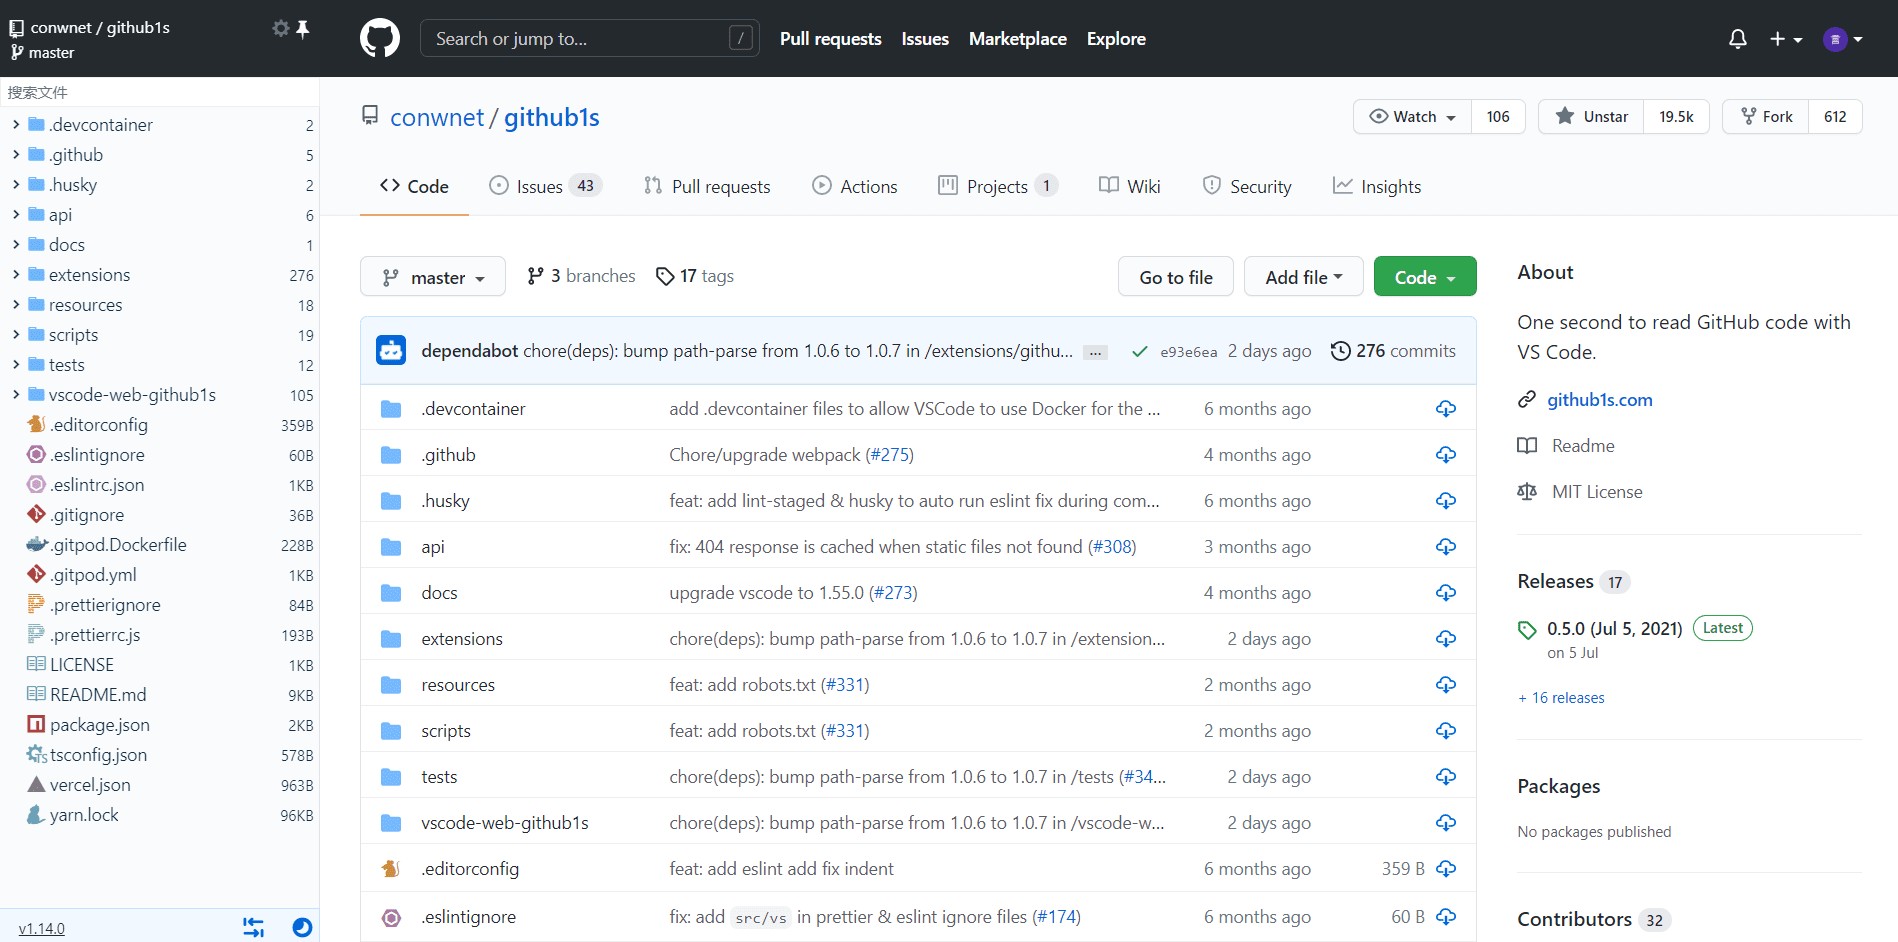 conwnet / github1s
master
搜索文件
.devcontainer 2
.github 5
.husky 2
api 6
docs 1
extensions 276
resources 18
scripts 19
tests 12
vscode-web-github1s 105
.editorconfig 359B
.eslintignore 60B
.eslintrc.json 1KB
.gitignore 36B
.gitpod.Dockerfile 228B
.gitpod.yml 1KB
.prettierignore 84B
.prettierrc.js 193B
LICENSE 1KB
README.md 9KB
package.json 2KB
tsconfig.json 578B
vercel.json 963B
yarn.lock 96KB
v1.14.0
Search or jump to... / Pull requests Issues Marketplace Explore
conwnet / github1s
Watch 106 Unstar 19.5k Fork 612
Code Issues 43 Pull requests Actions Projects 1 Wiki Security Insights
master 3 branches 17 tags Go to file Add file Code
dependabot chore(deps): bump path-parse from 1.0.6 to 1.0.7 in /extensions/githu... ... e93e6ea 2 days ago 276 commits
.devcontainer add .devcontainer files to allow VSCode to use Docker for the ... 6 months ago
.github Chore/upgrade webpack (#275) 4 months ago
.husky feat: add lint-staged & husky to auto run eslint fix during com... 6 months ago
api fix: 404 response is cached when static files not found (#308) 3 months ago
docs upgrade vscode to 1.55.0 (#273) 4 months ago
extensions chore(deps): bump path-parse from 1.0.6 to 1.0.7 in /extension... 2 days ago
resources feat: add robots.txt (#331) 2 months ago
scripts feat: add robots.txt (#331) 2 months ago
tests chore(deps): bump path-parse from 1.0.6 to 1.0.7 in /tests (#34... 2 days ago
vscode-web-github1s chore(deps): bump path-parse from 1.0.6 to 1.0.7 in /vscode-w... 2 days ago
.editorconfig feat: add eslint add fix indent 6 months ago 359 B
.eslintignore fix: add src/vs in prettier & eslint ignore files (#174) 6 months ago 60 B
About
One second to read GitHub code with
VS Code.
github1s.com
Readme
MIT License
Releases 17
0.5.0 (Jul 5, 2021) Latest
on 5 Jul
+ 16 releases
Packages
No packages published
Contributors 32